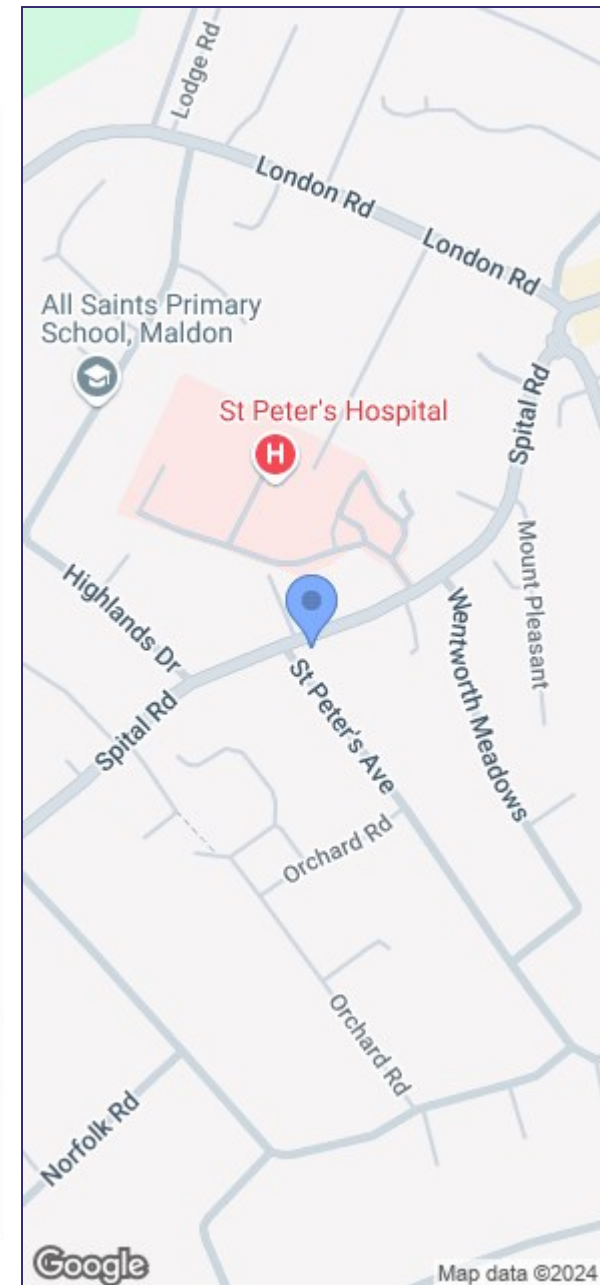 Lodge Rd
London Rd
London Rd
All Saints Primary
School, Maldon
St Peter's Hospital
H
Spital Rd
Mount Pleasant
Highlands Dr
Wentworth Meadows
St Peter's Ave
Spital Rd
Orchard Rd
Orchard Rd
Norfolk Rd
Google
Map data ©2024